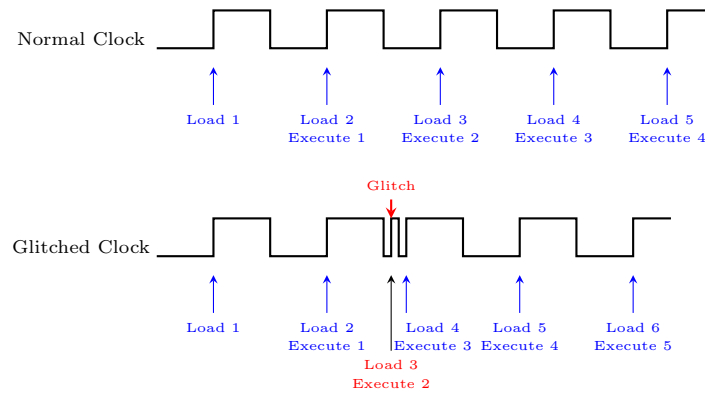 Normal Clock
Load 1
Load 2
Execute 1
Load 3
Execute 2
Load 4
Execute 3
Load 5
Execute 4
Glitch
Glitched Clock
Load 1
Load 2
Execute 1
Load 3
Execute 2
Load 4
Execute 3
Load 5
Execute 4
Load 6
Execute 5